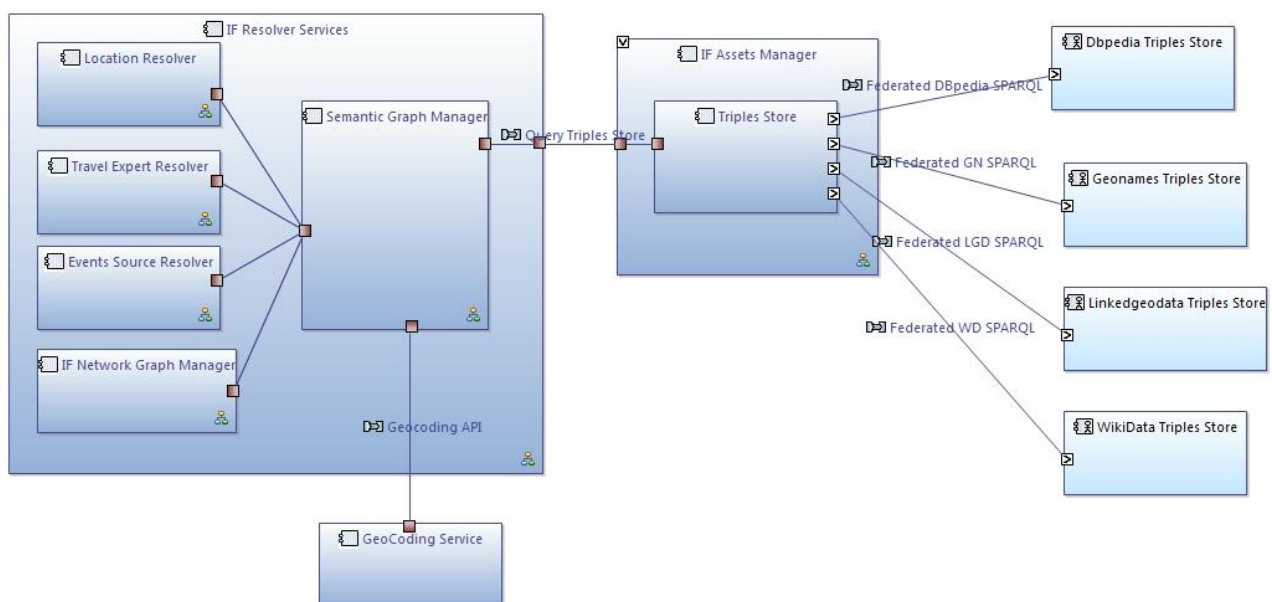 IF Resolver Services
Location Resolver
Travel Expert Resolver
Events Source Resolver
IF Network Graph Manager
Semantic Graph Manager
Query Triples Store
Geocoding API
GeoCoding Service
IF Assets Manager
Triples Store
Federated DBpedia SPARQL
Federated GN SPARQL
Federated LGD SPARQL
Federated WD SPARQL
Dbpedia Triples Store
Geonames Triples Store
Linkedgeodata Triples Store
WikiData Triples Store